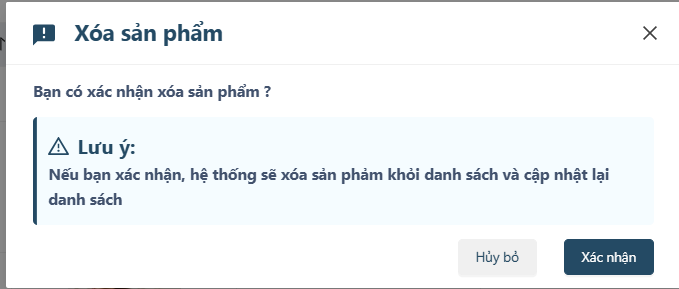 Xóa sản phẩm
Bạn có xác nhận xóa sản phẩm ?
Lưu ý:
Nếu bạn xác nhận, hệ thống sẽ xóa sản phảm khỏi danh sách và cập nhật lại
danh sách
Hủy bỏ
Xác nhận